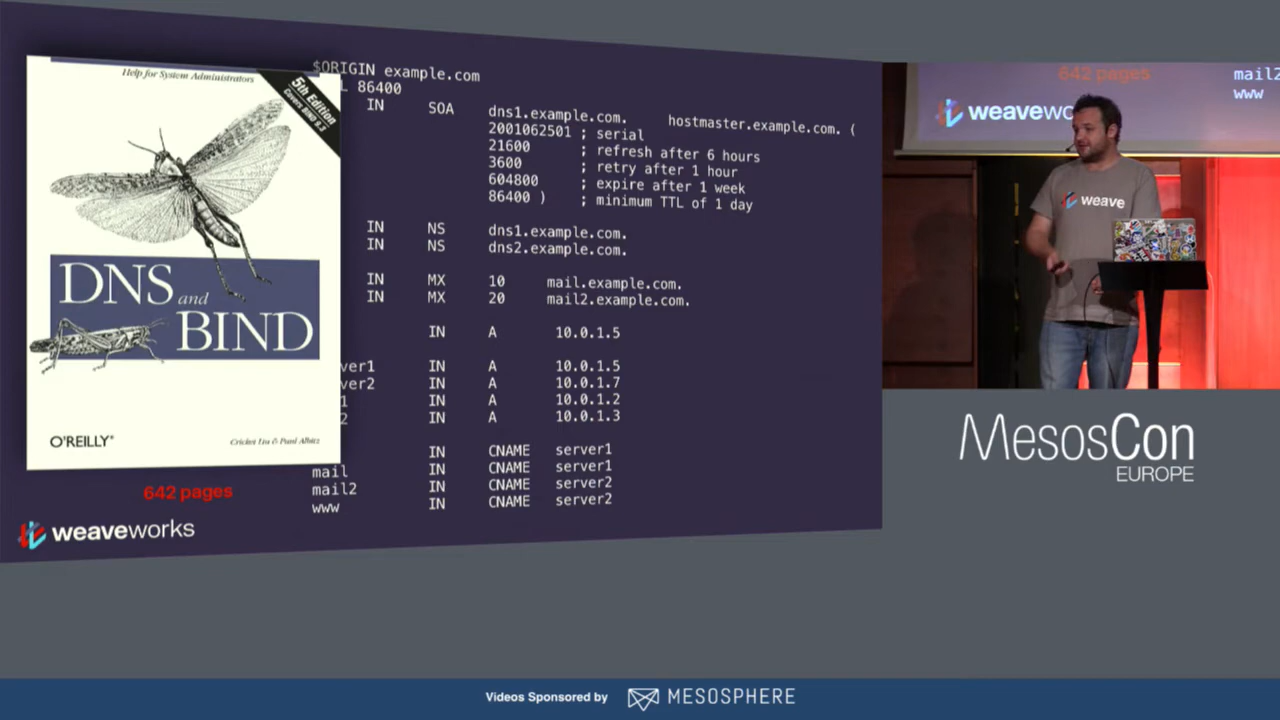 Help for System Administrators
5th Edition
Covers BIND 9.3
DNS and
BIND
O'REILLY®
Cricket Liu & Paul Albitz
642 pages
weaveworks
$ORIGIN example.com
L 86400
IN SOA dns1.example.com. hostmaster.example.com. (
2001062501 ; serial
21600 ; refresh after 6 hours
3600 ; retry after 1 hour
604800 ; expire after 1 week
86400 ) ; minimum TTL of 1 day
IN NS dns1.example.com.
IN NS dns2.example.com.
IN MX 10 mail.example.com.
IN MX 20 mail2.example.com.
IN A 10.0.1.5
ver1 IN A 10.0.1.5
ver2 IN A 10.0.1.7
1 IN A 10.0.1.2
2 IN A 10.0.1.3
IN CNAME server1
mail IN CNAME server1
mail2 IN CNAME server2
www IN CNAME server2
642 pages
mail2
www
weavewo
weave
MesosCon
EUROPE
Videos Sponsored by MESOSPHERE